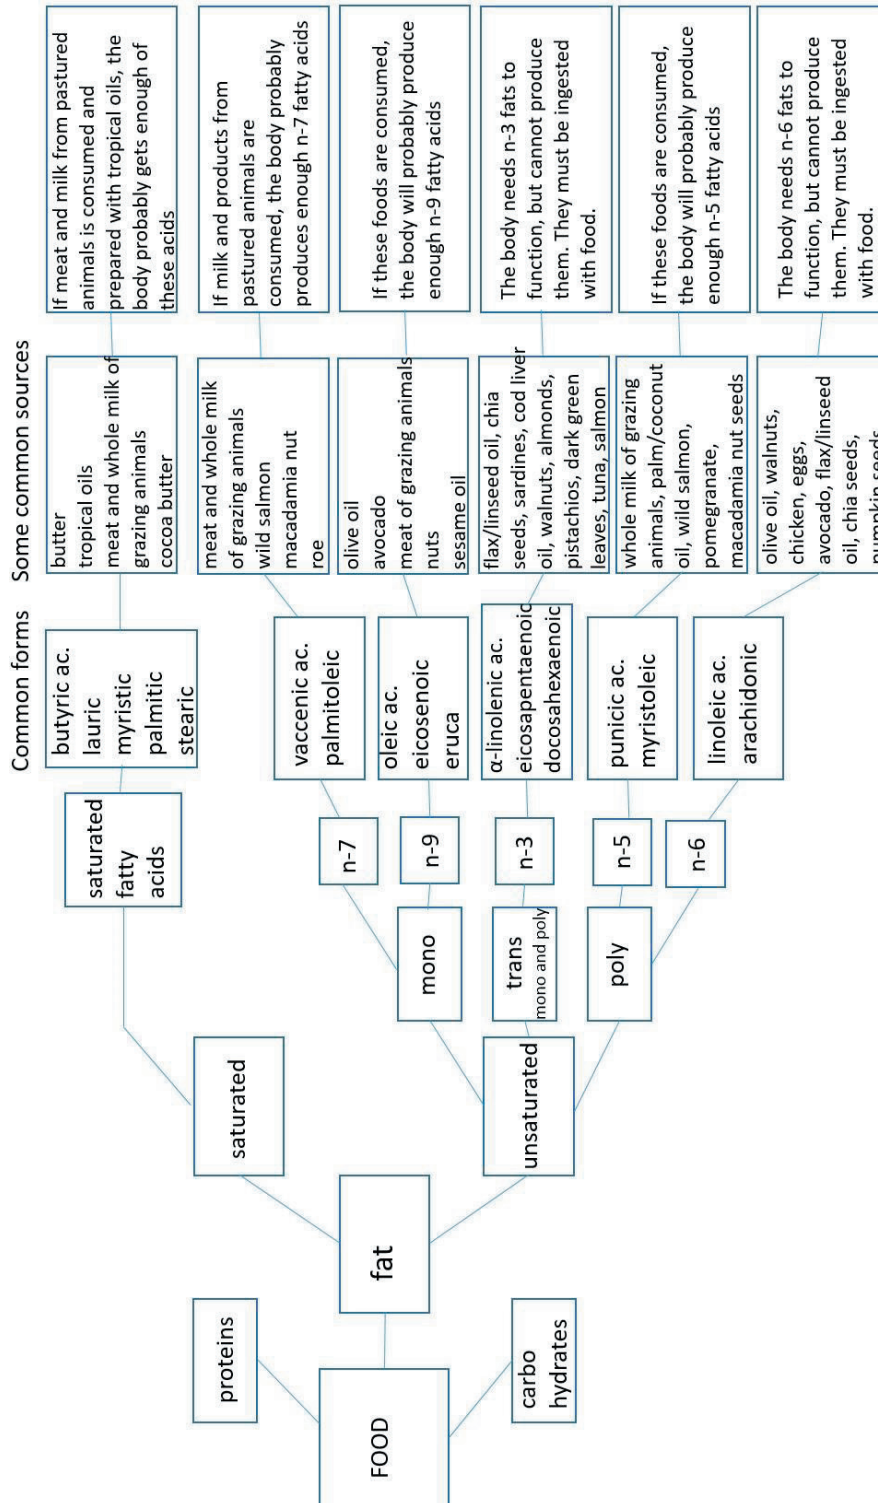 FOOD
proteins
carbo
hydrates
fat
saturated
unsaturated
mono
trans
mono and poly
poly
saturated
fatty
acids
n-7
n-9
n-3
n-5
n-6
Common forms
butyric ac.
lauric
myristic
palmitic
stearic
vaccenic ac.
palmitoleic
oleic ac.
eicosenoic
eruca
α-linolenic ac.
eicosapentaenoic
docosahexaenoic
punicic ac.
myristoleic
linoleic ac.
arachidonic
Some common sources
butter
tropical oils
meat and whole milk of
grazing animals
cocoa butter
meat and whole milk
of grazing animals
wild salmon
macadamia nut
roe
olive oil
avocado
meat of grazing animals
nuts
sesame oil
flax/linseed oil, chia
seeds, sardines, cod liver
oil, walnuts, almonds,
pistachios, dark green
leaves, tuna, salmon
whole milk of grazing
animals, palm/coconut
oil, wild salmon,
pomegranate,
macadamia nut seeds
olive oil, walnuts,
chicken, eggs,
avocado, flax/linseed
oil, chia seeds,
pumpkin seeds
If meat and milk from pastured
animals is consumed and
prepared with tropical oils, the
body probably gets enough of
these acids
If milk and products from
pastured animals are
consumed, the body probably
produces enough n-7 fatty acids
If these foods are consumed,
the body will probably produce
enough n-9 fatty acids
The body needs n-3 fats to
function, but cannot produce
them. They must be ingested
with food.
If these foods are consumed,
the body will probably produce
enough n-5 fatty acids
The body needs n-6 fats to
function, but cannot produce
them. They must be ingested
with food.